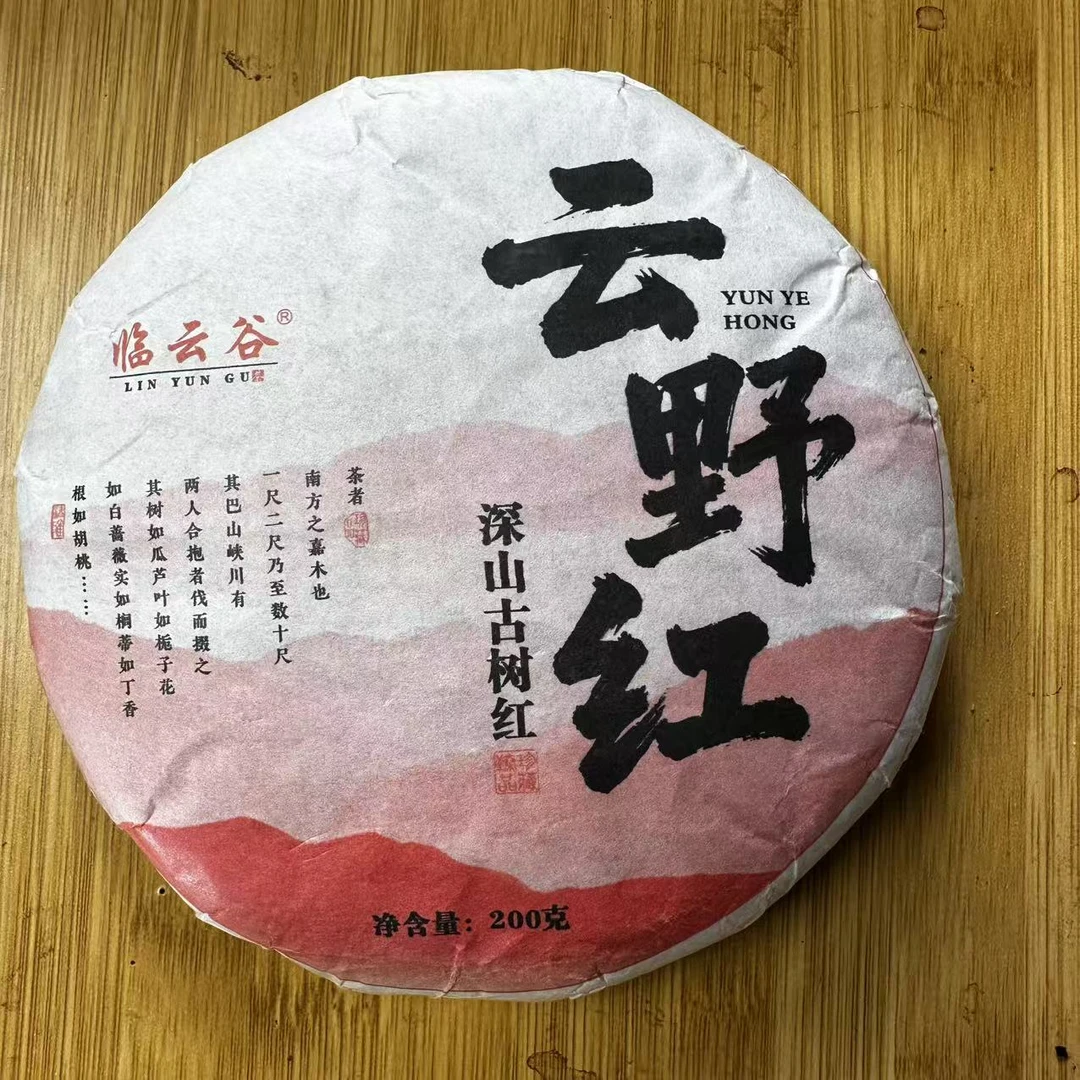 云野红
YUN YE
HONG
临云谷®
LIN YUN GU
深山古树红
珍藏
品
茶者
南方之嘉木也
一尺二尺乃至数十尺
其巴山峡川有
两人合抱者伐而掇之
其树如瓜芦叶如栀子花
如白蔷薇实如栟蒂如丁香
根如胡桃……
净含量：200克